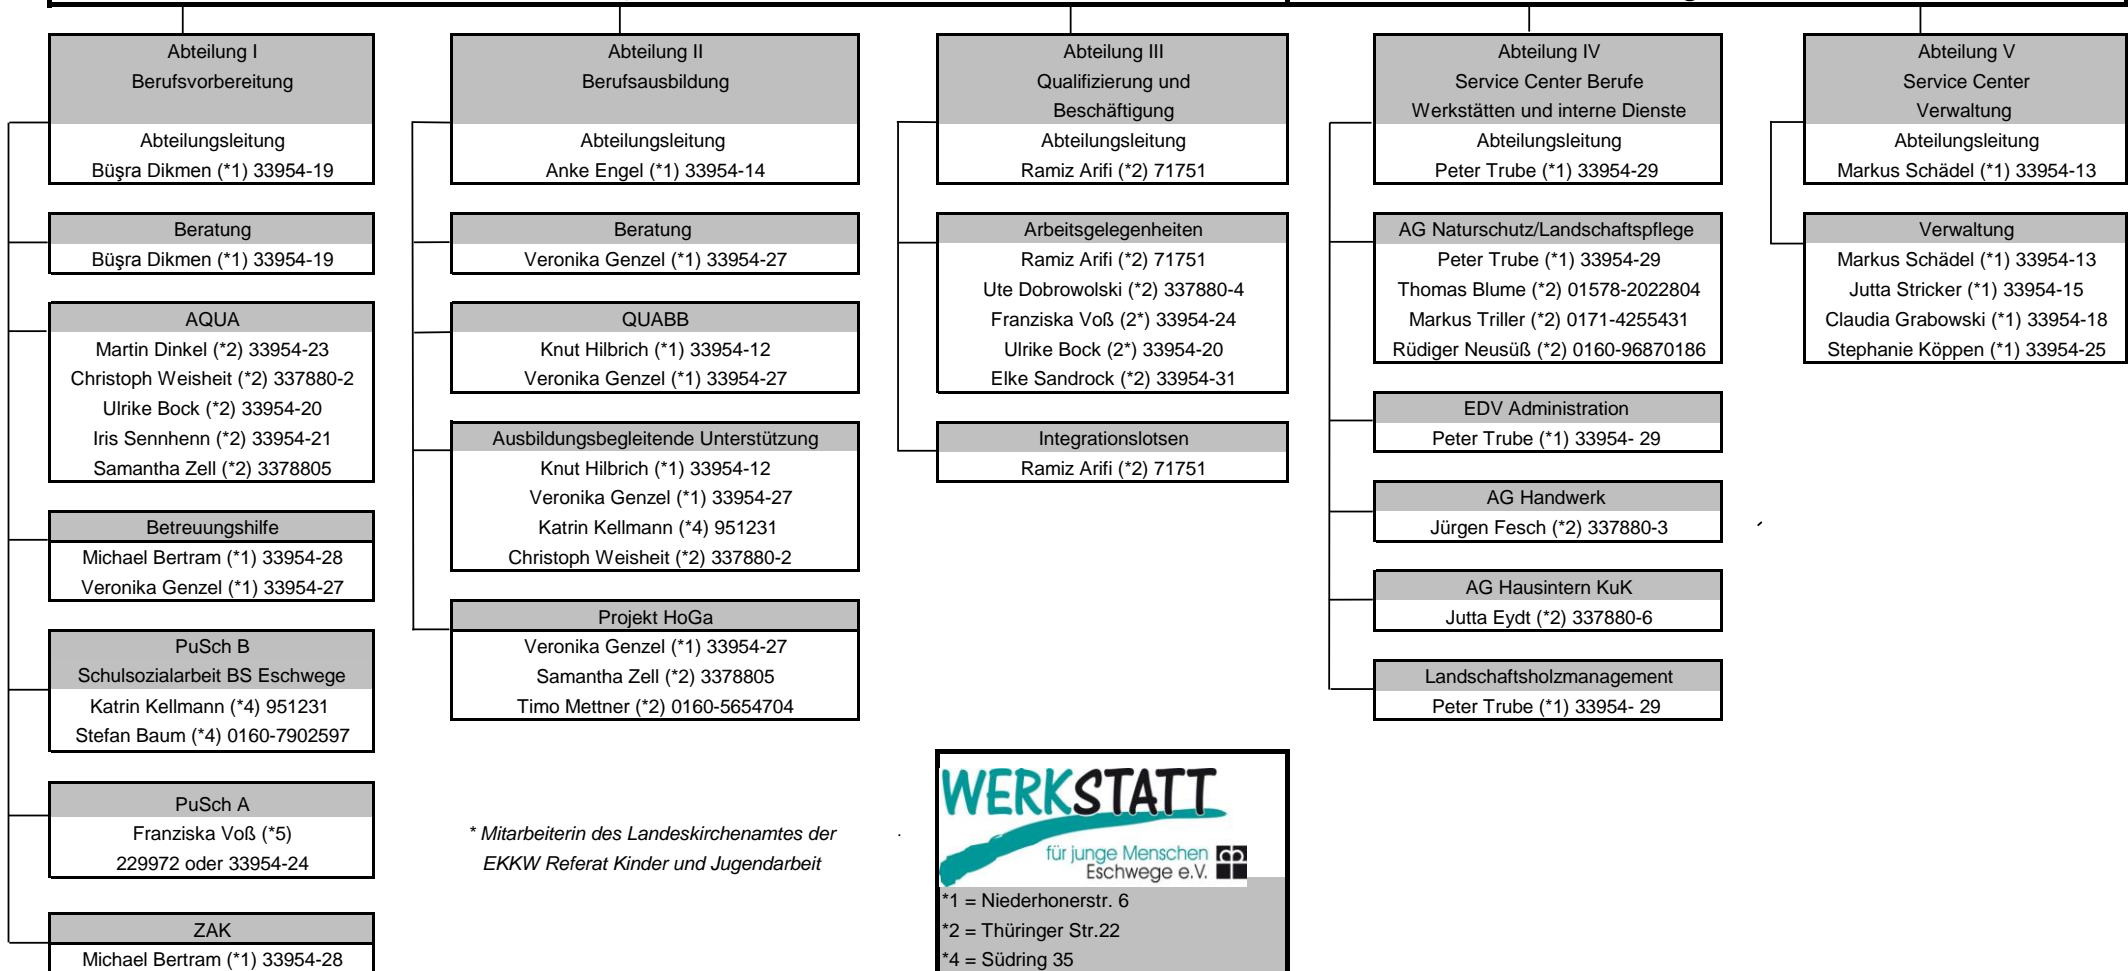 Abteilung I
Berufsvorbereitung
Abteilungsleitung
Büşra Dikmen (*1) 33954-19
Beratung
Büşra Dikmen (*1) 33954-19
AQUA
Martin Dinkel (*2) 33954-23
Christoph Weisheit (*2) 337880-2
Ulrike Bock (*2) 33954-20
Iris Sennhenn (*2) 33954-21
Samantha Zell (*2) 3378805
Betreuungshilfe
Michael Bertram (*1) 33954-28
Veronika Genzel (*1) 33954-27
PuSch B
Schulsozialarbeit BS Eschwege
Katrin Kellmann (*4) 951231
Stefan Baum (*4) 0160-7902597
PuSch A
Franziska Voß (*5)
229972 oder 33954-24
ZAK
Michael Bertram (*1) 33954-28
Abteilung II
Berufsausbildung
Abteilungsleitung
Anke Engel (*1) 33954-14
Beratung
Veronika Genzel (*1) 33954-27
QUABB
Knut Hilbrich (*1) 33954-12
Veronika Genzel (*1) 33954-27
Ausbildungsbegleitende Unterstützung
Knut Hilbrich (*1) 33954-12
Veronika Genzel (*1) 33954-27
Katrin Kellmann (*4) 951231
Christoph Weisheit (*2) 337880-2
Projekt HoGa
Veronika Genzel (*1) 33954-27
Samantha Zell (*2) 3378805
Timo Mettner (*2) 0160-5654704
* Mitarbeiterin des Landeskirchenamtes der
EKKW Referat Kinder und Jugendarbeit
Abteilung III
Qualifizierung und
Beschäftigung
Abteilungsleitung
Ramiz Arifi (*2) 71751
Arbeitsgelegenheiten
Ramiz Arifi (*2) 71751
Ute Dobrowolski (*2) 337880-4
Franziska Voß (2*) 33954-24
Ulrike Bock (2*) 33954-20
Elke Sandrock (*2) 33954-31
Integrationslotsen
Ramiz Arifi (*2) 71751
WERKSTATT
für junge Menschen
Eschwege e.V.
*1 = Niederhonerstr. 6
*2 = Thüringer Str.22
*4 = Südring 35
Abteilung IV
Service Center Berufe
Werkstätten und interne Dienste
Abteilungsleitung
Peter Trube (*1) 33954-29
AG Naturschutz/Landschaftspflege
Peter Trube (*1) 33954-29
Thomas Blume (*2) 01578-2022804
Markus Triller (*2) 0171-4255431
Rüdiger Neusüß (*2) 0160-96870186
EDV Administration
Peter Trube (*1) 33954- 29
AG Handwerk
Jürgen Fesch (*2) 337880-3
AG Hausintern KuK
Jutta Eydt (*2) 337880-6
Landschaftsholzmanagement
Peter Trube (*1) 33954- 29
Abteilung V
Service Center
Verwaltung
Abteilungsleitung
Markus Schädel (*1) 33954-13
Verwaltung
Markus Schädel (*1) 33954-13
Jutta Stricker (*1) 33954-15
Claudia Grabowski (*1) 33954-18
Stephanie Köppen (*1) 33954-25